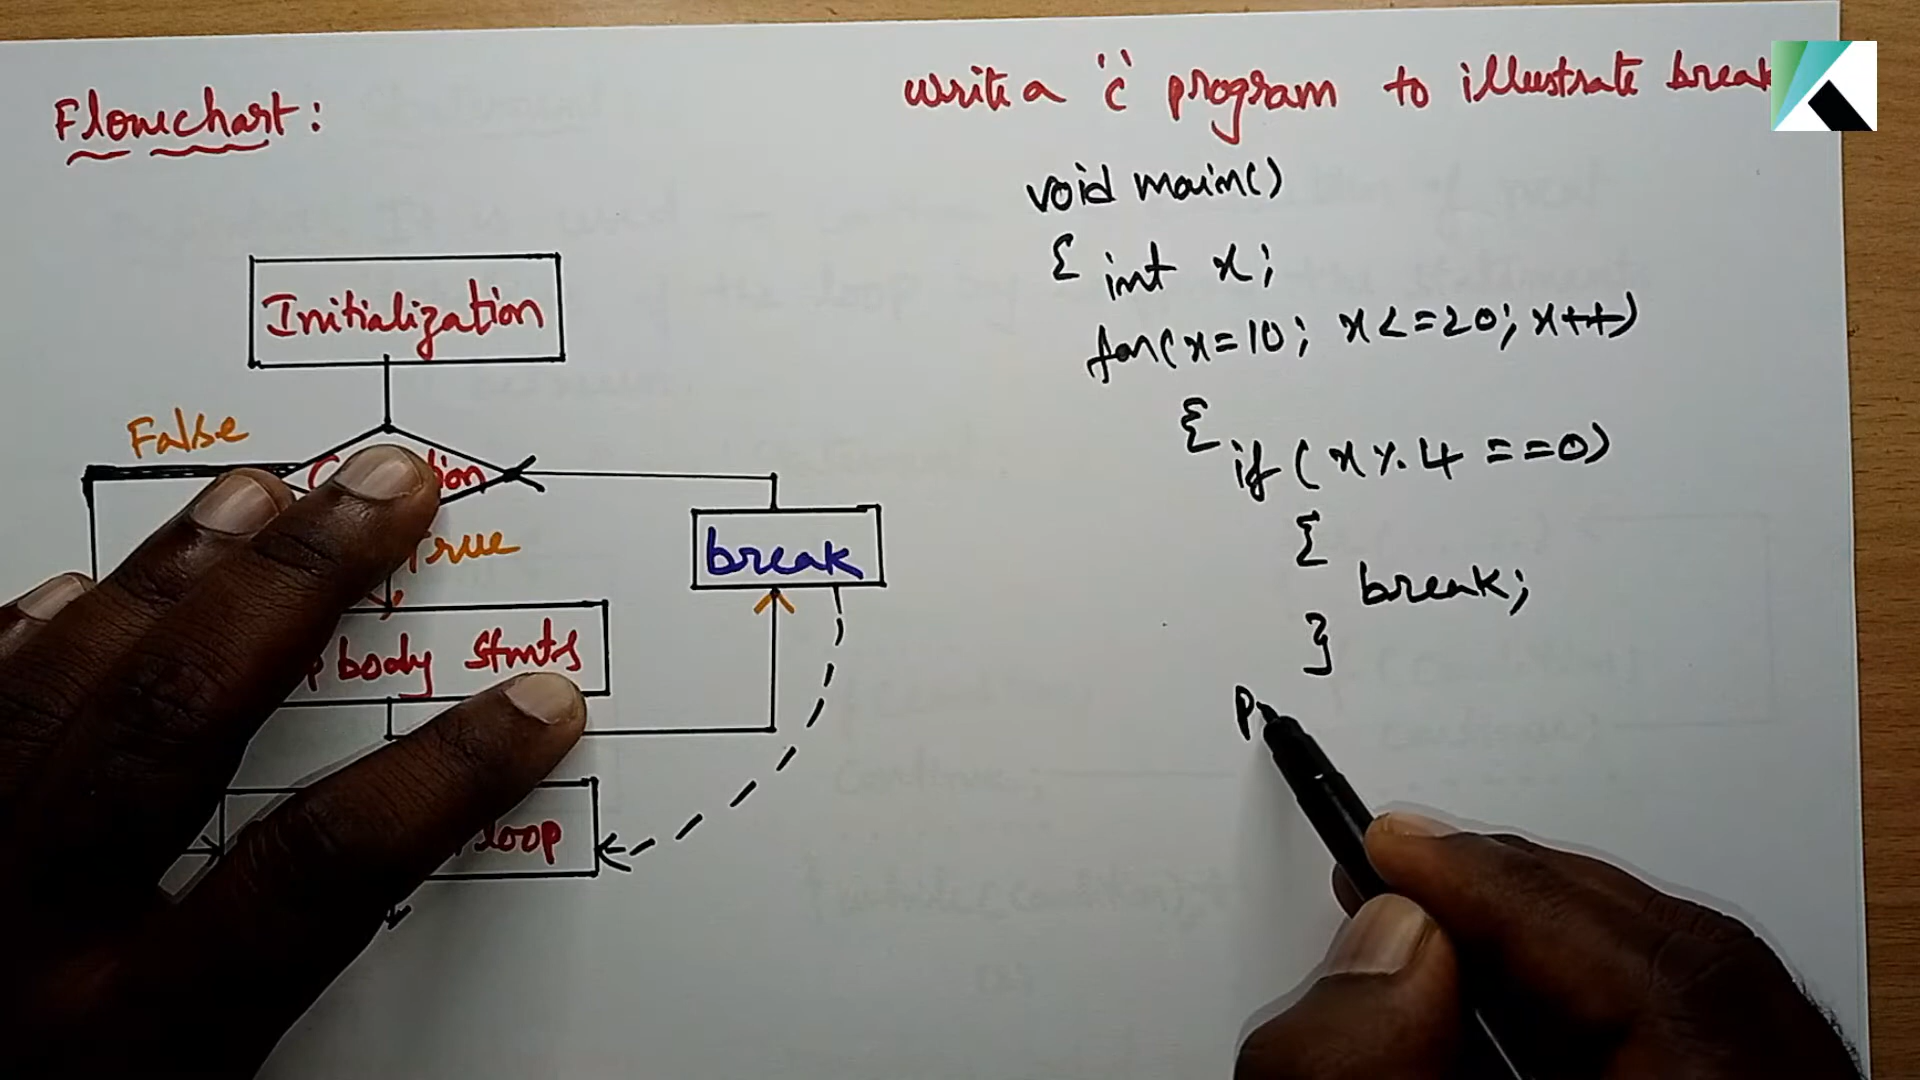 Flowchart:
Initialization
False
True
break
body stmts
loop
write a 'c' program to illustrate break
void main()
{ int x;
for(x=10; x<=20; x++)
{ if (x%4==0)
{
break;
}
P